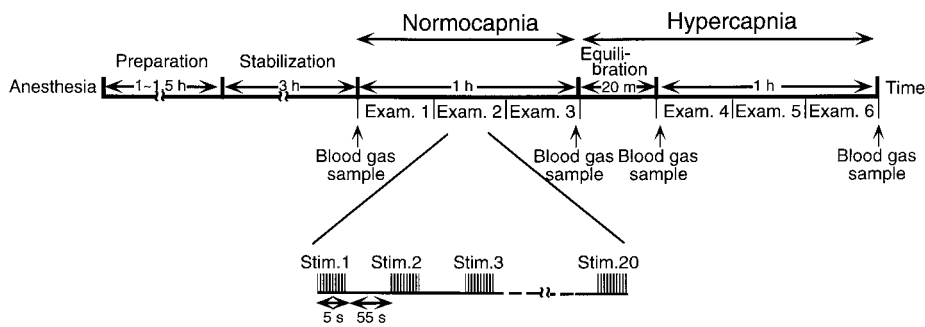 Normocapnia
Hypercapnia
Preparation
Stabilization
Equili-
bration
Anesthesia
1~1.5 h
3 h
1 h
20 m
1 h
Time
Exam. 1
Exam. 2
Exam. 3
Exam. 4
Exam. 5
Exam. 6
Blood gas
sample
Blood gas
sample
Blood gas
sample
Blood gas
sample
Stim.1
Stim.2
Stim.3
Stim.20
5 s
55 s